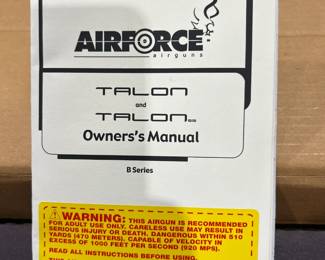 AIRFORCE
airguns
TALON
and
TALON
Owners's Manual
B Series
WARNING: THIS AIRGUN IS RECOMMENDED
FOR ADULT USE ONLY. CARELESS USE MAY RESULT IN
SERIOUS INJURY OR DEATH. DANGEROUS WITHIN 510
YARDS (470 METERS). CAPABLE OF VELOCITY IN
EXCESS OF 1000 FEET PER SECOND (920 MPS).
READ ALL INSTRUCTIONS BEFORE USING.